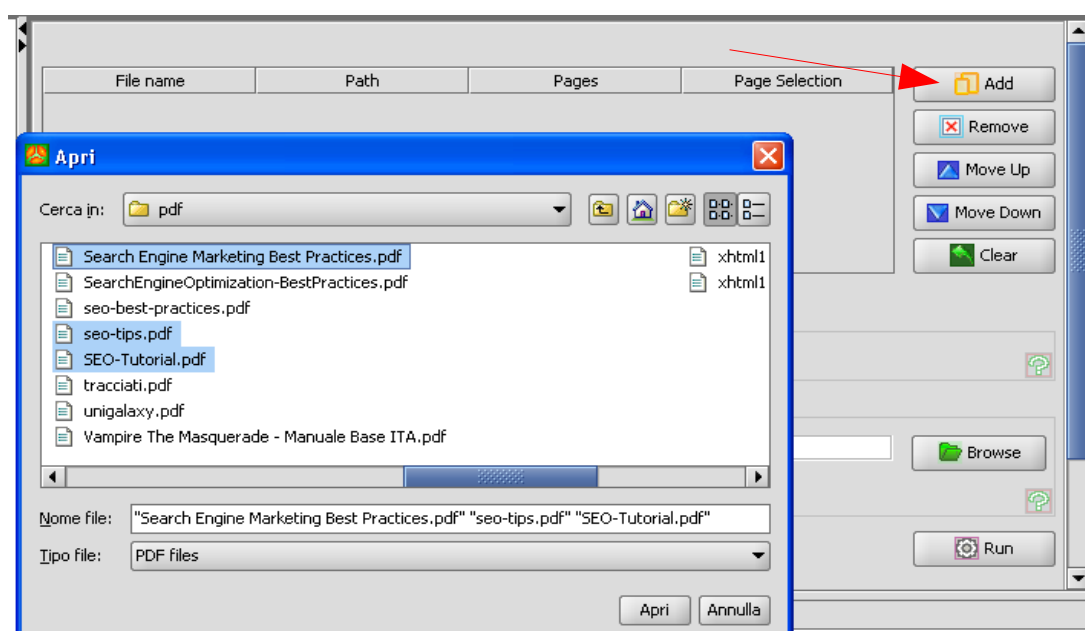 File name Path Pages Page Selection
Add
Remove
Move Up
Move Down
Clear
Apri
Cerca in: pdf
Search Engine Marketing Best Practices.pdf xhtml1
SearchEngineOptimization-BestPractices.pdf xhtml1
seo-best-practices.pdf
seo-tips.pdf
SEO-Tutorial.pdf
tracciati.pdf
unigalaxy.pdf
Vampire The Masquerade - Manuale Base ITA.pdf
Browse
Nome file: "Search Engine Marketing Best Practices.pdf" "seo-tips.pdf" "SEO-Tutorial.pdf"
Tipo file: PDF files
Run
Apri Annulla